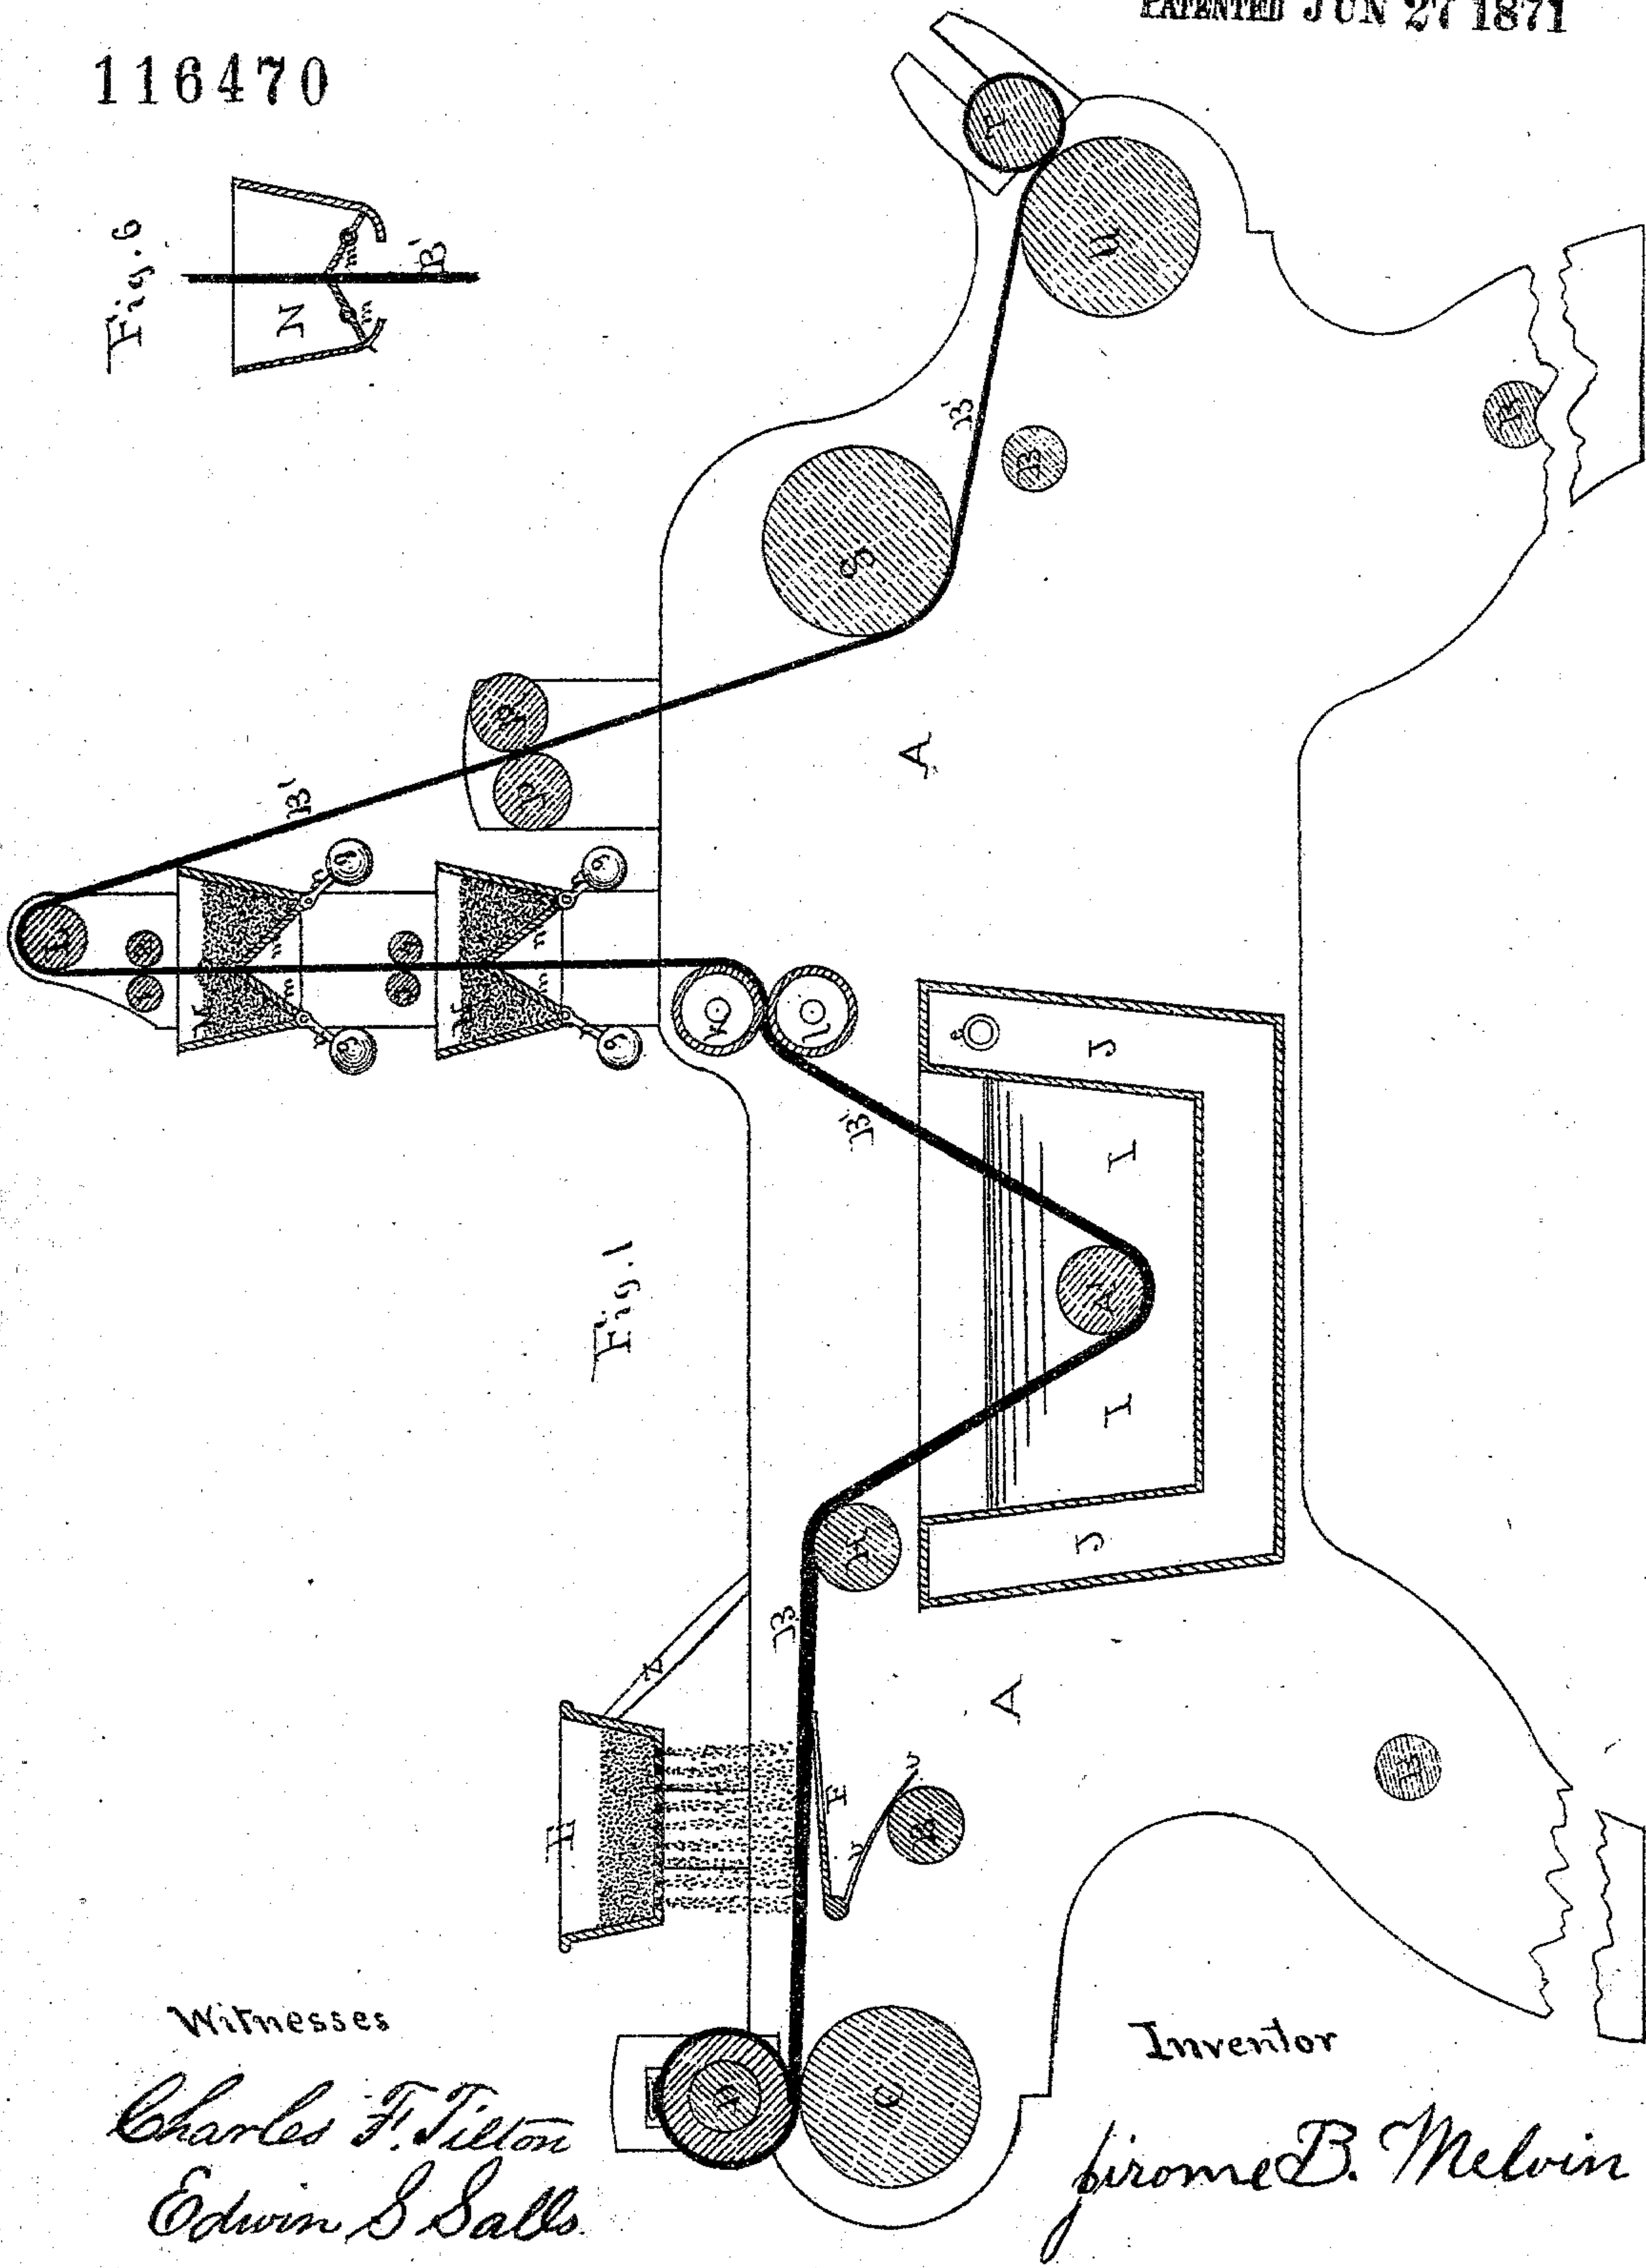 PATENTED JUN 27 1871
116470
Fig. 6
N
m
m
B'
T
U
B'
B
S
P
P
B'
A
L
N
m
m
N
m
m
K
J
B'
I
A'
I
J
Fig. 1
H
B
A
E
F
B
B
D
C
Witnesses
Charles F. Tilton
Edwin S Salls.
Inventor
Jirome B. Melvin